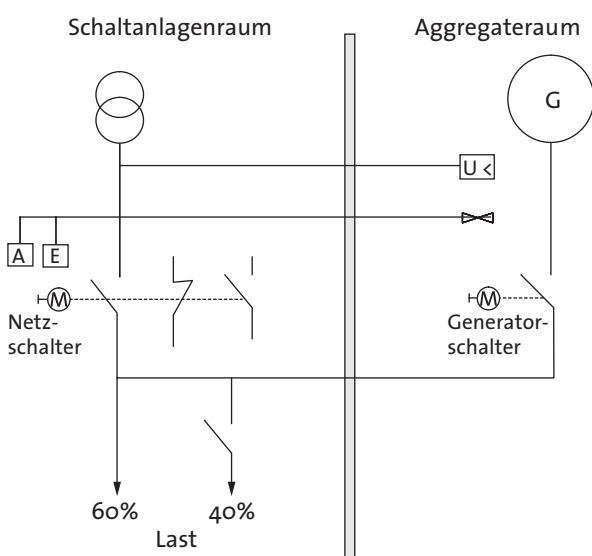 Schaltanlagenraum
Aggregateraum
G
U <
A
E
M
M
Netz-
schalter
Generator-
schalter
60%
40%
Last